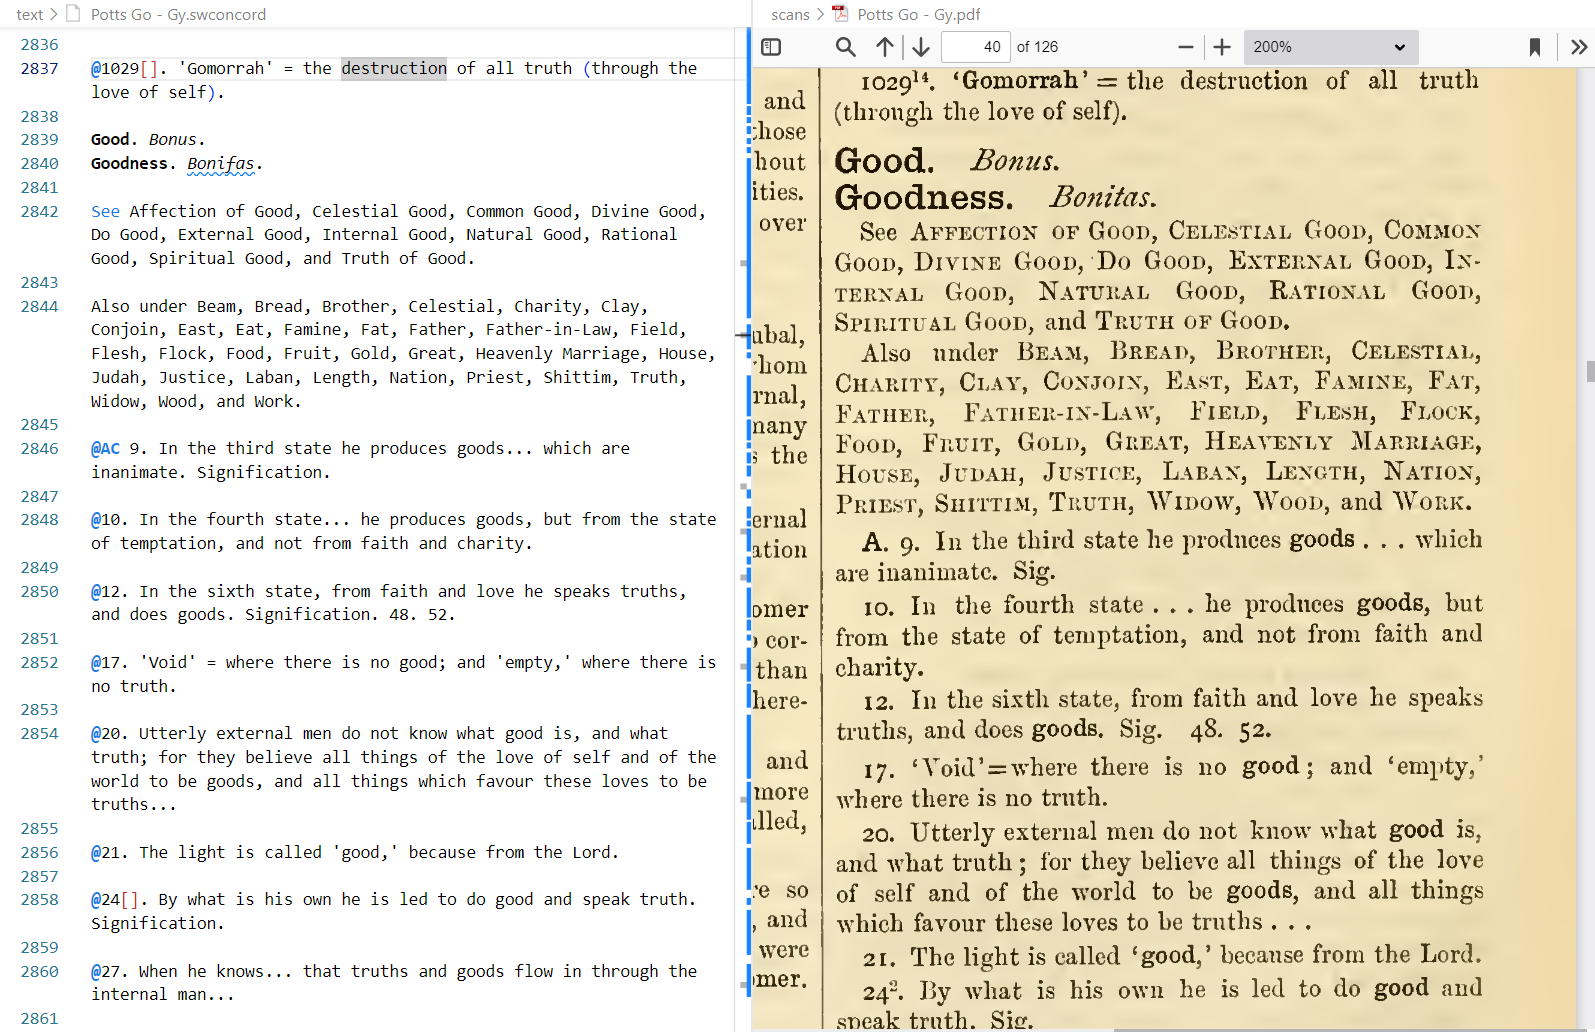 text > Potts Go - Gy.swconcord
2836
2837 @1029[]. 'Gomorrah' = the destruction of all truth (through the
love of self).
2838
2839 Good. Bonus.
2840 Goodness. Bonifas.
2841
2842 See Affection of Good, Celestial Good, Common Good, Divine Good,
Do Good, External Good, Internal Good, Natural Good, Rational
Good, Spiritual Good, and Truth of Good.
2843
2844 Also under Beam, Bread, Brother, Celestial, Charity, Clay,
Conjoin, East, Eat, Famine, Fat, Father, Father-in-Law, Field,
Flesh, Flock, Food, Fruit, Gold, Great, Heavenly Marriage, House,
Judah, Justice, Laban, Length, Nation, Priest, Shittim, Truth,
Widow, Wood, and Work.
2845
2846 @AC 9. In the third state he produces goods... which are
inanimate. Signification.
2847
2848 @10. In the fourth state... he produces goods, but from the state
of temptation, and not from faith and charity.
2849
2850 @12. In the sixth state, from faith and love he speaks truths,
and does goods. Signification. 48. 52.
2851
2852 @17. 'Void' = where there is no good; and 'empty,' where there is
no truth.
2853
2854 @20. Utterly external men do not know what good is, and what
truth; for they believe all things of the love of self and of the
world to be goods, and all things which favour these loves to be
truths...
2855
2856 @21. The light is called 'good,' because from the Lord.
2857
2858 @24[]. By what is his own he is led to do good and speak truth.
Signification.
2859
2860 @27. When he knows... that truths and goods flow in through the
internal man...
2861
scans > Potts Go - Gy.pdf
40 of 126
200%
and
those
hout
ities.
over
ubal,
hom
rnal,
many
s the
ernal
ation
omer
cor-
than
here-
and
more
lled,
re so
, and
were
omer.
1029¹⁴. 'Gomorrah' = the destruction of all truth
(through the love of self).
Good. Bonus.
Goodness. Bonitas.
See AFFECTION OF GOOD, CELESTIAL GOOD, COMMON
GOOD, DIVINE GOOD, DO GOOD, EXTERNAL GOOD, IN-
TERNAL GOOD, NATURAL GOOD, RATIONAL GOOD,
SPIRITUAL GOOD, and TRUTH OF GOOD.
Also under BEAM, BREAD, BROTHER, CELESTIAL,
CHARITY, CLAY, CONJOIN, EAST, EAT, FAMINE, FAT,
FATHER, FATHER-IN-LAW, FIELD, FLESH, FLOCK,
FOOD, FRUIT, GOLD, GREAT, HEAVENLY MARRIAGE,
HOUSE, JUDAH, JUSTICE, LABAN, LENGTH, NATION,
PRIEST, SHITTIM, TRUTH, WIDOW, WOOD, and WORK.
A. 9. In the third state he produces goods . . . which
are inanimate. Sig.
10. In the fourth state . . . he produces goods, but
from the state of temptation, and not from faith and
charity.
12. In the sixth state, from faith and love he speaks
truths, and does goods. Sig. 48. 52.
17. 'Void'=where there is no good; and 'empty,'
where there is no truth.
20. Utterly external men do not know what good is,
and what truth; for they believe all things of the love
of self and of the world to be goods, and all things
which favour these loves to be truths . . .
21. The light is called 'good,' because from the Lord.
24². By what is his own he is led to do good and
speak truth. Sig.